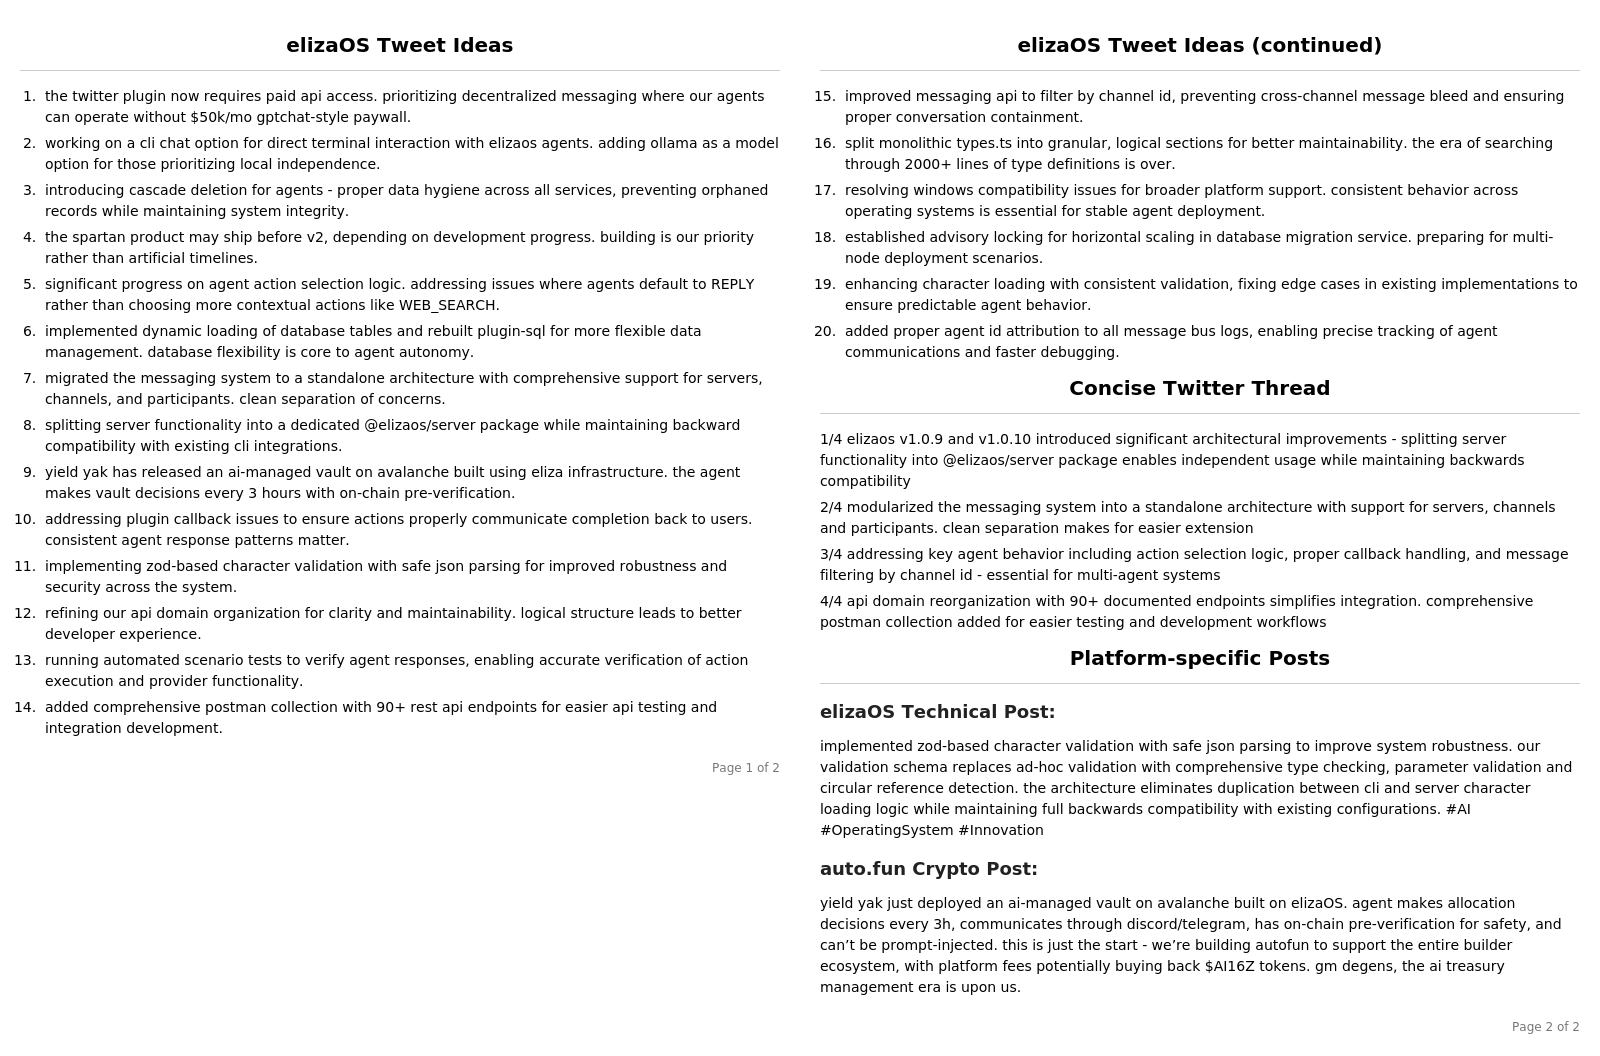 elizaOS Tweet Ideas
1. the twitter plugin now requires paid api access. prioritizing decentralized messaging where our agents
can operate without $50k/mo gptchat-style paywall.
2. working on a cli chat option for direct terminal interaction with elizaos agents. adding ollama as a model
option for those prioritizing local independence.
3. introducing cascade deletion for agents - proper data hygiene across all services, preventing orphaned
records while maintaining system integrity.
4. the spartan product may ship before v2, depending on development progress. building is our priority
rather than artificial timelines.
5. significant progress on agent action selection logic. addressing issues where agents default to REPLY
rather than choosing more contextual actions like WEB_SEARCH.
6. implemented dynamic loading of database tables and rebuilt plugin-sql for more flexible data
management. database flexibility is core to agent autonomy.
7. migrated the messaging system to a standalone architecture with comprehensive support for servers,
channels, and participants. clean separation of concerns.
8. splitting server functionality into a dedicated @elizaos/server package while maintaining backward
compatibility with existing cli integrations.
9. yield yak has released an ai-managed vault on avalanche built using eliza infrastructure. the agent
makes vault decisions every 3 hours with on-chain pre-verification.
10. addressing plugin callback issues to ensure actions properly communicate completion back to users.
consistent agent response patterns matter.
11. implementing zod-based character validation with safe json parsing for improved robustness and
security across the system.
12. refining our api domain organization for clarity and maintainability. logical structure leads to better
developer experience.
13. running automated scenario tests to verify agent responses, enabling accurate verification of action
execution and provider functionality.
14. added comprehensive postman collection with 90+ rest api endpoints for easier api testing and
integration development.
Page 1 of 2
elizaOS Tweet Ideas (continued)
15. improved messaging api to filter by channel id, preventing cross-channel message bleed and ensuring
proper conversation containment.
16. split monolithic types.ts into granular, logical sections for better maintainability. the era of searching
through 2000+ lines of type definitions is over.
17. resolving windows compatibility issues for broader platform support. consistent behavior across
operating systems is essential for stable agent deployment.
18. established advisory locking for horizontal scaling in database migration service. preparing for multi-
node deployment scenarios.
19. enhancing character loading with consistent validation, fixing edge cases in existing implementations to
ensure predictable agent behavior.
20. added proper agent id attribution to all message bus logs, enabling precise tracking of agent
communications and faster debugging.
Concise Twitter Thread
1/4 elizaos v1.0.9 and v1.0.10 introduced significant architectural improvements - splitting server
functionality into @elizaos/server package enables independent usage while maintaining backwards
compatibility
2/4 modularized the messaging system into a standalone architecture with support for servers, channels
and participants. clean separation makes for easier extension
3/4 addressing key agent behavior including action selection logic, proper callback handling, and message
filtering by channel id - essential for multi-agent systems
4/4 api domain reorganization with 90+ documented endpoints simplifies integration. comprehensive
postman collection added for easier testing and development workflows
Platform-specific Posts
elizaOS Technical Post:
implemented zod-based character validation with safe json parsing to improve system robustness. our
validation schema replaces ad-hoc validation with comprehensive type checking, parameter validation and
circular reference detection. the architecture eliminates duplication between cli and server character
loading logic while maintaining full backwards compatibility with existing configurations. #AI
#OperatingSystem #Innovation
auto.fun Crypto Post:
yield yak just deployed an ai-managed vault on avalanche built on elizaOS. agent makes allocation
decisions every 3h, communicates through discord/telegram, has on-chain pre-verification for safety, and
can’t be prompt-injected. this is just the start - we’re building autofun to support the entire builder
ecosystem, with platform fees potentially buying back $AI16Z tokens. gm degens, the ai treasury
management era is upon us.
Page 2 of 2